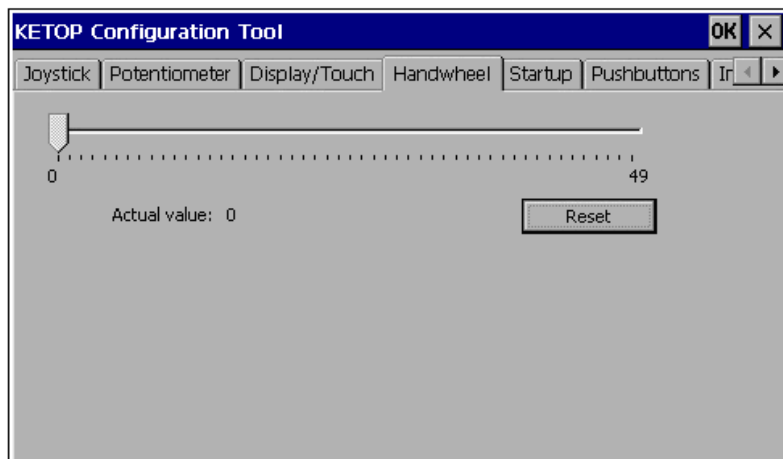 KETOP Configuration Tool OK ×
Joystick Potentiometer Display/Touch Handwheel Startup Pushbuttons
0 49
Actual value: 0 Reset